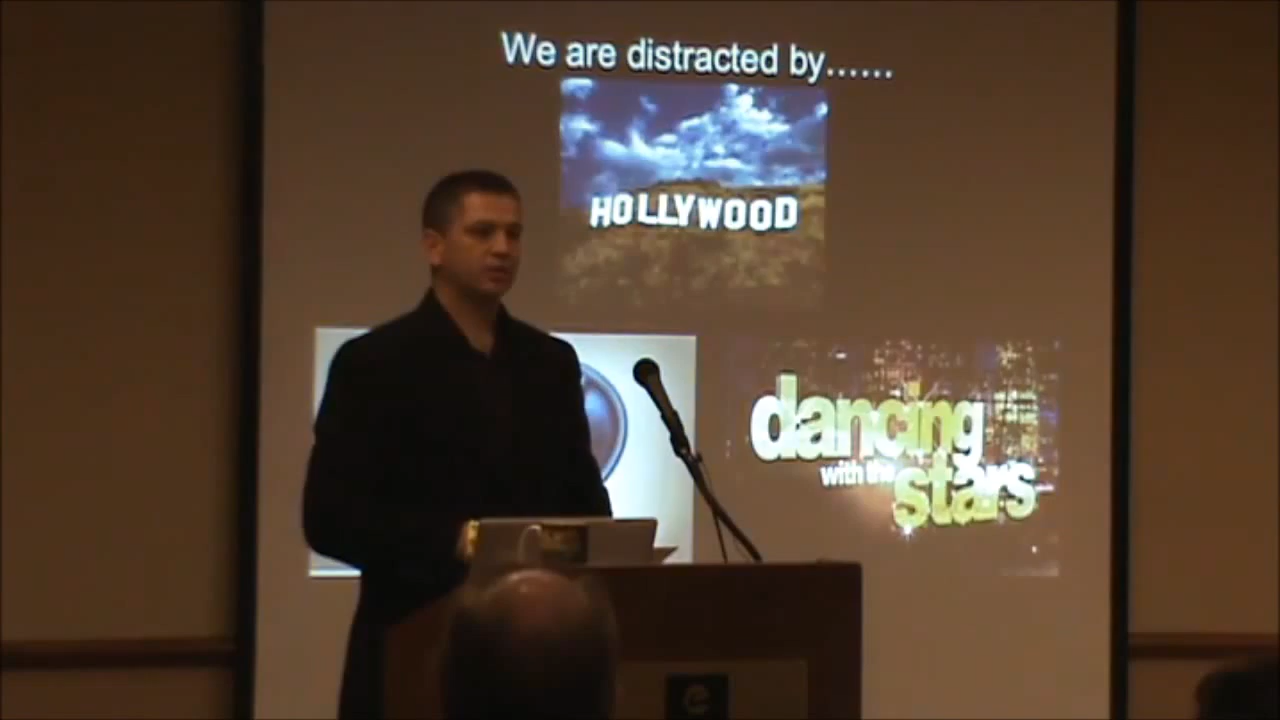 We are distracted by......
HOLLYWOOD
dancing
with the
stars
e